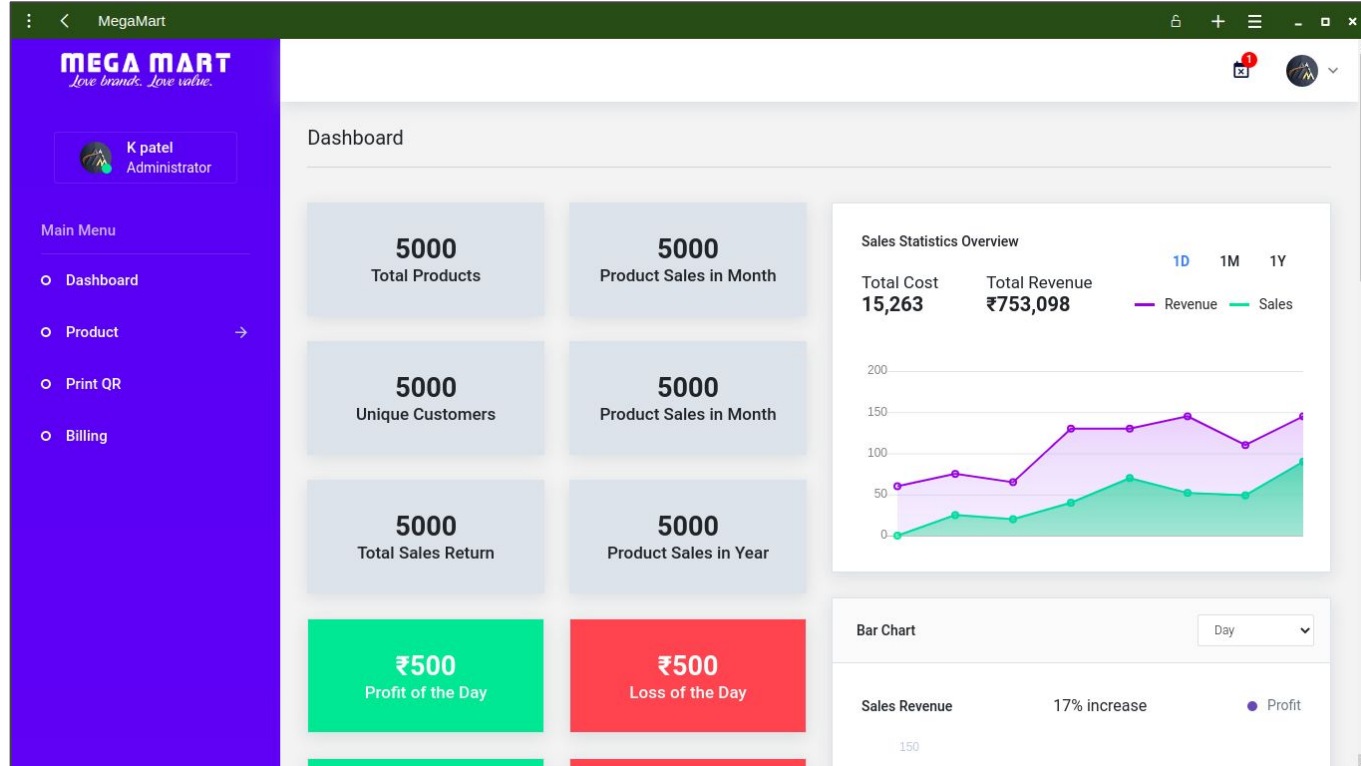 MegaMart
MEGA MART
Love brands. Love value.
1
K patel
Administrator
Main Menu
Dashboard
Product
Print QR
Billing
Dashboard
5000
Total Products
5000
Product Sales in Month
5000
Unique Customers
5000
Product Sales in Month
5000
Total Sales Return
5000
Product Sales in Year
₹500
Profit of the Day
₹500
Loss of the Day
Sales Statistics Overview
1D 1M 1Y
Total Cost
15,263
Total Revenue
₹753,098
Revenue Sales
200
150
100
50
0
Bar Chart
Day
Sales Revenue
17% increase
Profit
150